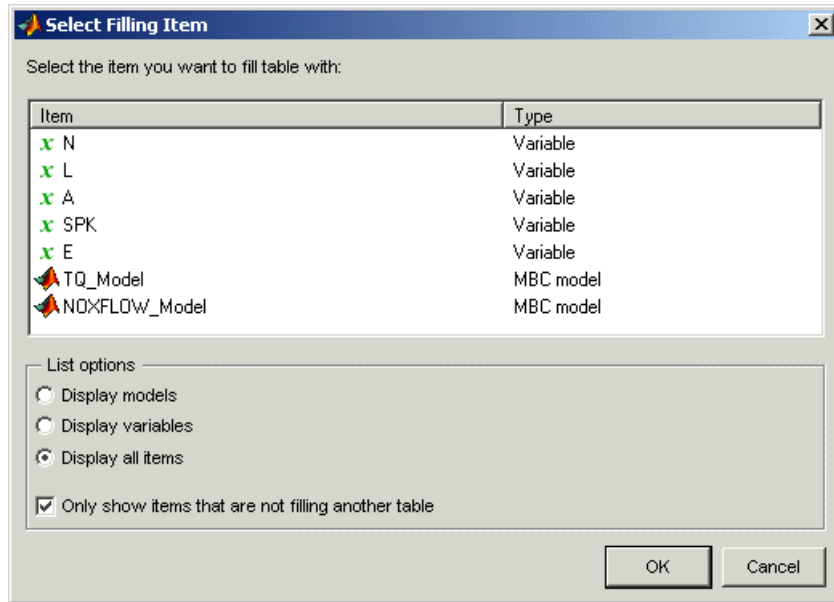 Select Filling Item
Select the item you want to fill table with:
Item Type
x N Variable
x L Variable
x A Variable
x SPK Variable
x E Variable
TQ_Model MBC model
NOXFLOW_Model MBC model
List options
Display models
Display variables
Display all items
Only show items that are not filling another table
OK Cancel